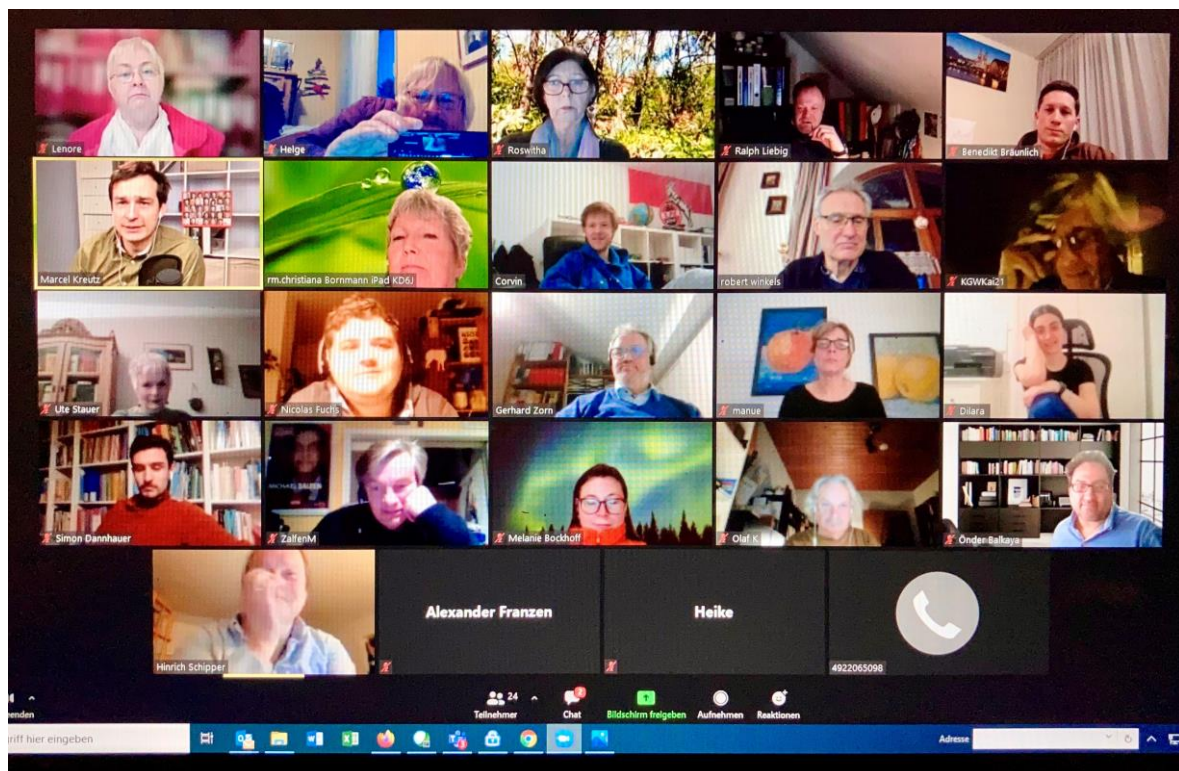 Lenore
Helge
Roswitha
Ralph Liebig
Benedikt Bräunlich
Marcel Kreutz
rm.christiana Bornmann iPad KD6J
Corvin
robert winkels
KGWKai21
Ute Stauer
Nicolas Fuchs
Gerhard Zorn
manue
Dilara
Simon Dannhauer
ZalfenM
Melanie Bockhoff
Olaf K
Önder Balkaya
Hinrich Schipper
Alexander Franzen
Heike
4922065098
24
2
Teilnehmer
Chat
Bildschirm freigeben
Aufnehmen
Reaktionen
hier eingeben
Adresse